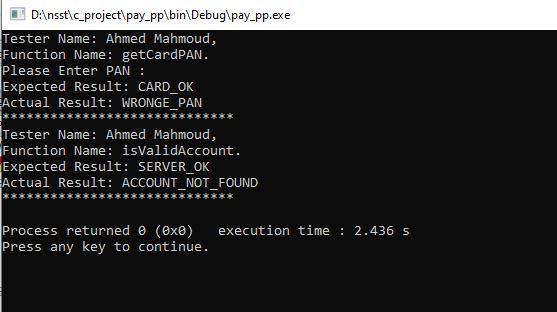 D:\nsst\c_project\pay_pp\bin\Debug\pay_pp.exe
Tester Name: Ahmed Mahmoud,
Function Name: getCardPAN.
Please Enter PAN :
Expected Result: CARD_OK
Actual Result: WRONGE_PAN
*****************************
Tester Name: Ahmed Mahmoud,
Function Name: isValidAccount.
Expected Result: SERVER_OK
Actual Result: ACCOUNT_NOT_FOUND
*****************************
Process returned 0 (0x0)   execution time : 2.436 s
Press any key to continue.